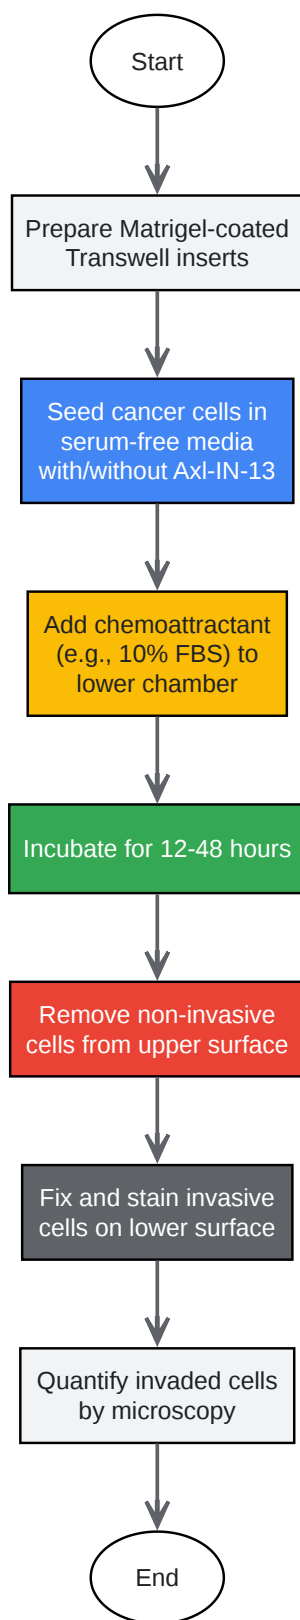 Start
Prepare Matrigel-coated
Transwell inserts
Seed cancer cells in
serum-free media
with/without Axl-IN-13
Add chemoattractant
(e.g., 10% FBS) to
lower chamber
Incubate for 12-48 hours
Remove non-invasive
cells from upper surface
Fix and stain invasive
cells on lower surface
Quantify invaded cells
by microscopy
End